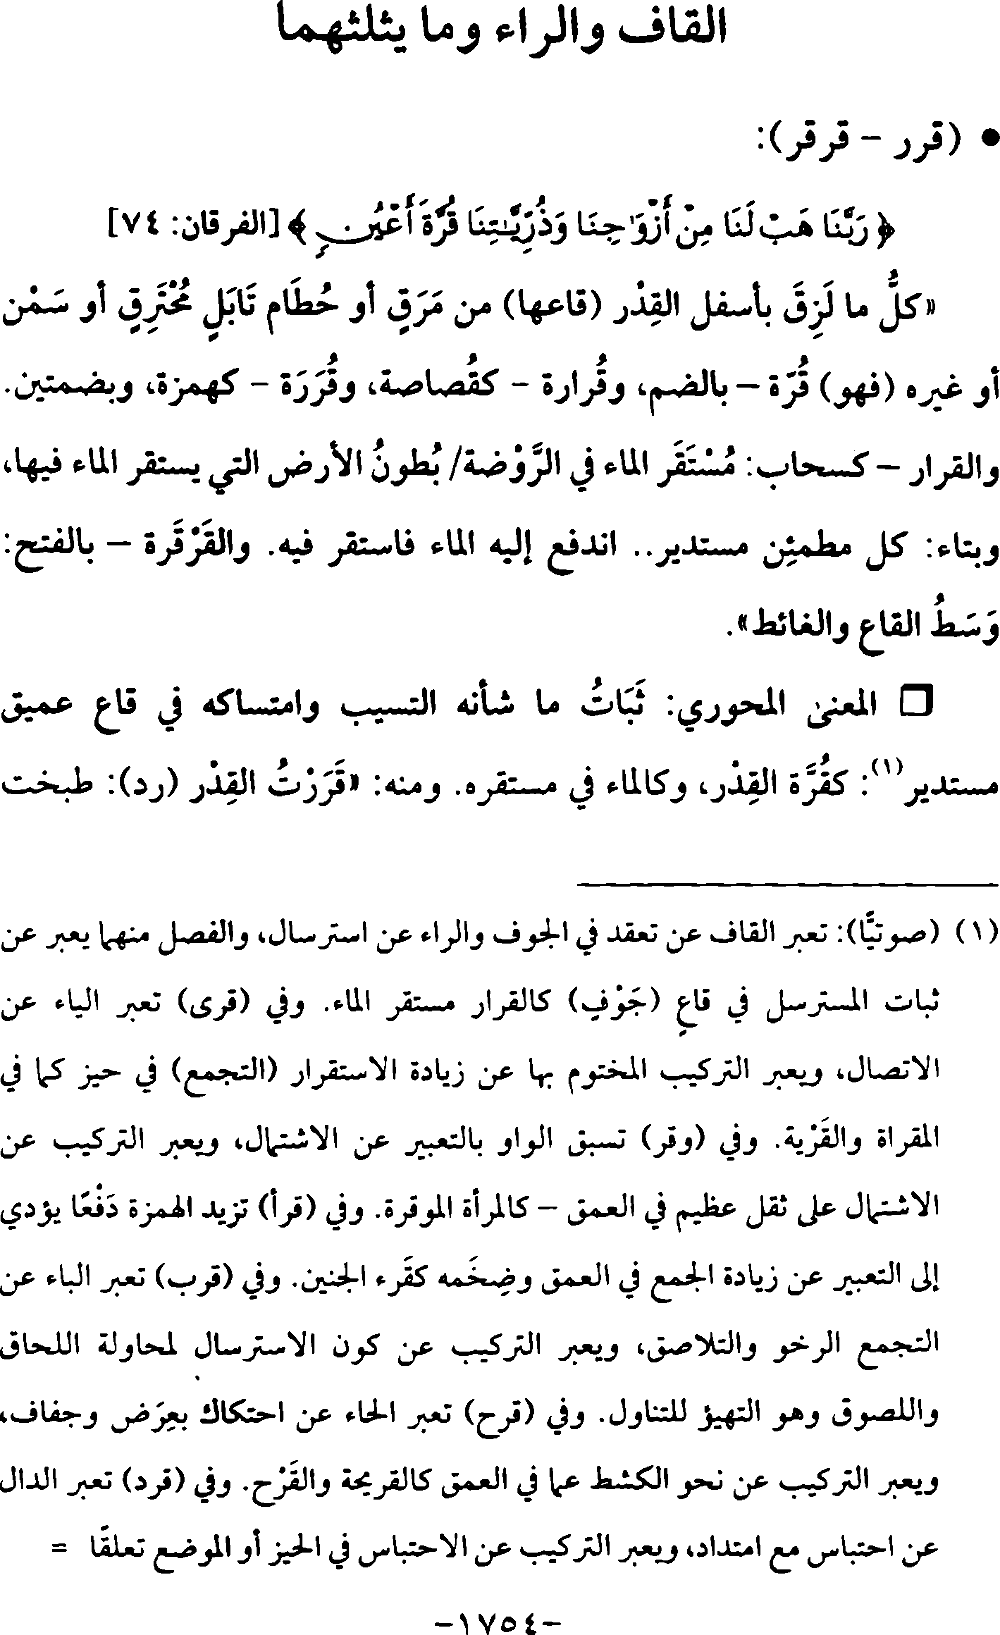 القاف والراء وما يثلثهما
• (قرر - قرقر):
﴿رَبَّنَا هَبْ لَنَا مِنْ أَزْوَٰجِنَا وَذُرِّيَّٰتِنَا قُرَّةَ أَعْيُنٍ﴾ [الفرقان: ٧٤]
«كلُّ ما لَزِقَ بأسفل القِدْر (قاعها) من مَرَقٍ أو حُطَام تَابَلٍ مُحْتَرِقٍ أو سَمْن
أو غيره (فهو) قُرّة – بالضم، وقُرارة - كقُصاصة، وقُرَرَة - كهمزة، وبضمتين.
والقرار – كسحاب: مُسْتَقَر الماء في الرَّوْضة/ بُطونُ الأرض التي يستقر الماء فيها،
وبتاء: كل مطمئِن مستدير.. اندفع إليه الماء فاستقر فيه. والقَرْقَرة – بالفتح:
وَسَطُ القاع والغائط».
❑ المعنى المحوري: ثَبَاتُ ما شأنه التسيب وامتساكه في قاع عميق
مستدير(١): كقُرَّة القِدْر، وكالماء في مستقره. ومنه: «قَرَرْتُ القِدْر (رد): طبخت
(١) (صوتيًّا): تعبر القاف عن تعقد في الجوف والراء عن استرسال، والفصل منهما يعبر عن
ثبات المسترسل في قاعٍ (جَوْفٍ) كالقرار مستقر الماء. وفي (قرى) تعبر الياء عن
الاتصال، ويعبر التركيب المختوم بها عن زيادة الاستقرار (التجمع) في حيز كما في
المقراة والقَرْية. وفي (وقر) تسبق الواو بالتعبير عن الاشتمال، ويعبر التركيب عن
الاشتمال على ثقل عظيم في العمق – كالمرأة الموقرة. وفي (قرأ) تزيد الهمزة دَفْعًا يؤدي
إلى التعبير عن زيادة الجمع في العمق وضِخَمه كقَرء الجنين. وفي (قرب) تعبر الباء عن
التجمع الرخو والتلاصق، ويعبر التركيب عن كون الاسترسال لمحاولة اللحاق
واللصوق وهو التهيؤ للتناول. وفي (قرح) تعبر الحاء عن احتكاك بعِرَض وجفاف،
ويعبر التركيب عن نحو الكشط عما في العمق كالقريحة والقَرْح. وفي (قرد) تعبر الدال
عن احتباس مع امتداد، ويعبر التركيب عن الاحتباس في الحيز أو الموضع تعلقًا =
-١٧٥٤-